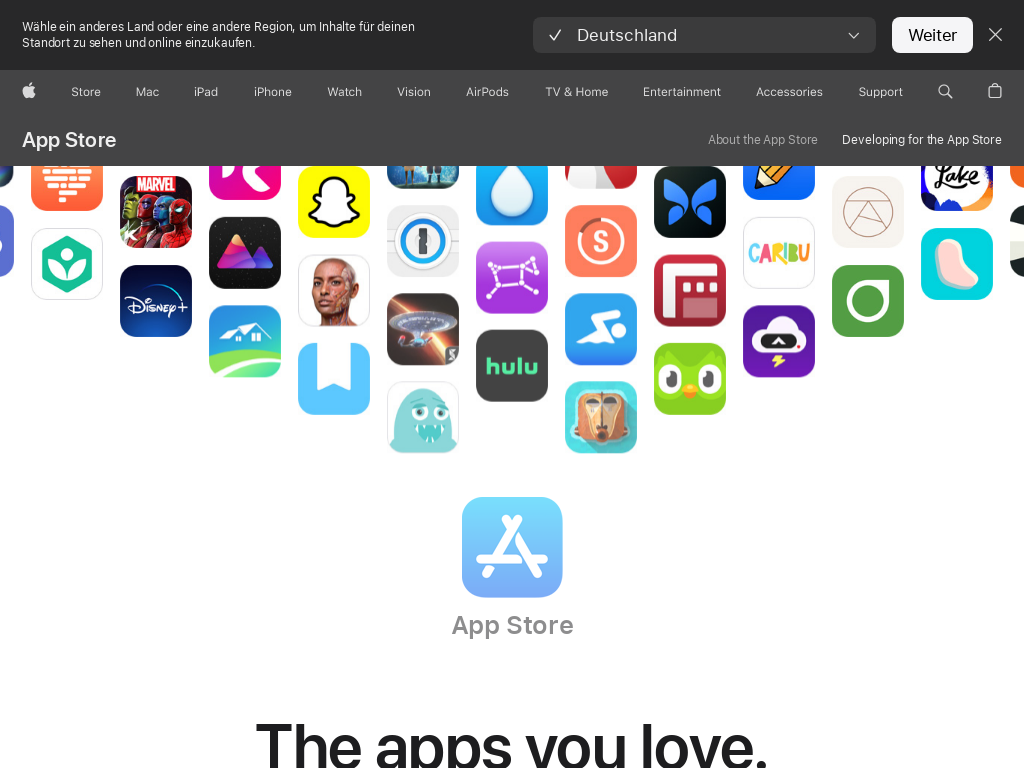 Wähle ein anderes Land oder eine andere Region, um Inhalte für deinen
Standort zu sehen und online einzukaufen.
Deutschland
Weiter
Store
Mac
iPad
iPhone
Watch
Vision
AirPods
TV & Home
Entertainment
Accessories
Support
App Store
About the App Store
Developing for the App Store
MARVEL
Lake
S
CARIBU
Disney+
hulu
App Store
The apps you love.